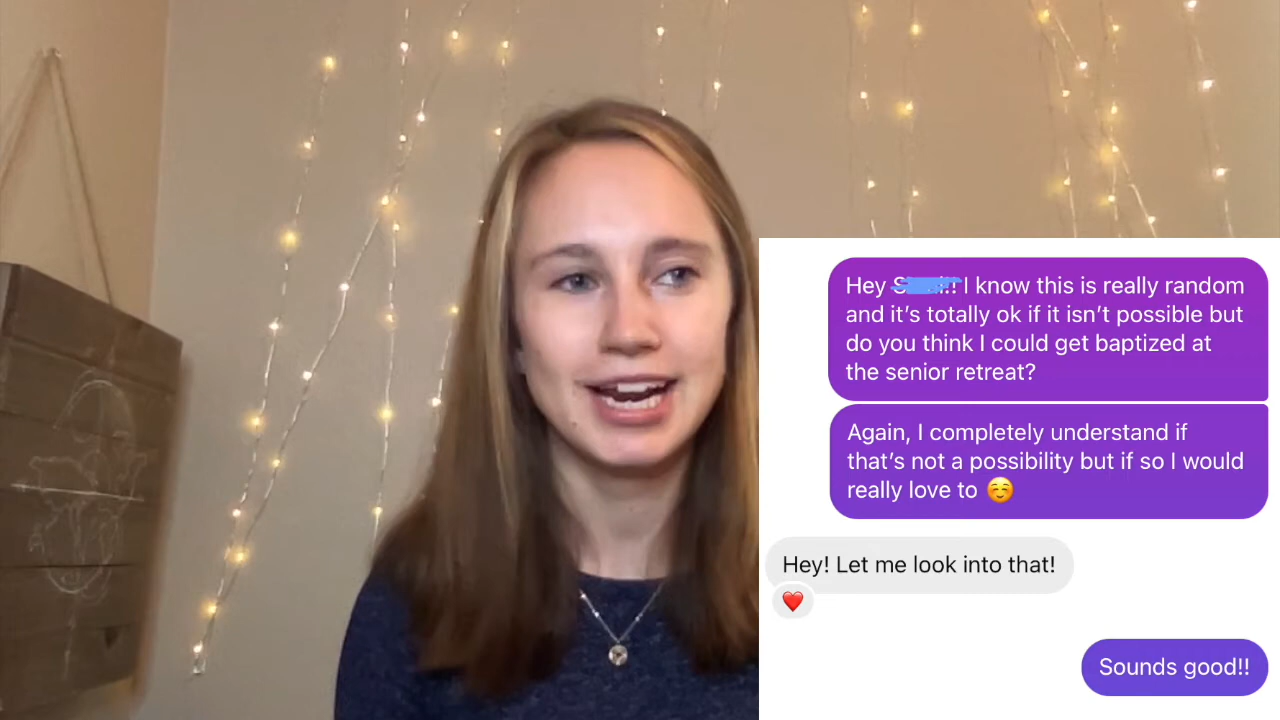 Hey I know this is really random
and it's totally ok if it isn't possible but
do you think I could get baptized at
the senior retreat?
Again, I completely understand if
that's not a possibility but if so I would
really love to ☺️
Hey! Let me look into that!
❤️
Sounds good!!